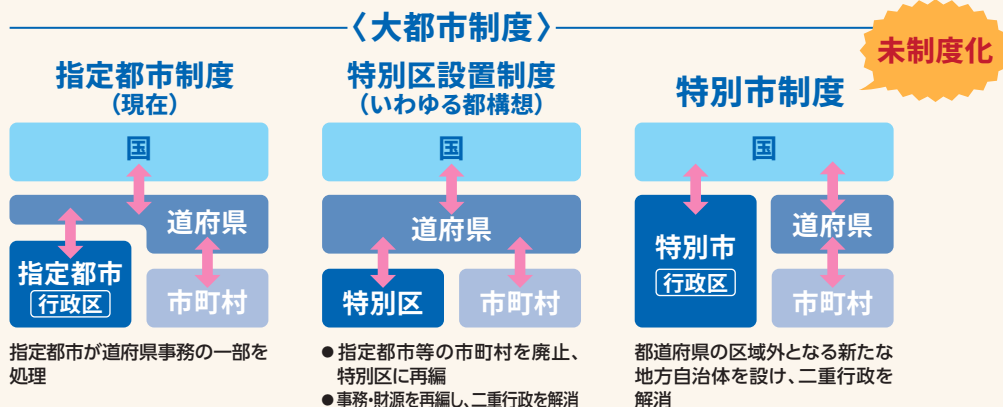 〈大都市制度〉
未制度化
指定都市制度
（現在）
国
道府県
指定都市
行政区
市町村
指定都市が道府県事務の一部を
処理
特別区設置制度
（いわゆる都構想）
国
道府県
特別区
市町村
●指定都市等の市町村を廃止、
特別区に再編
●事務・財源を再編し、二重行政を解消
特別市制度
国
特別市
行政区
道府県
市町村
都道府県の区域外となる新たな
地方自治体を設け、二重行政を
解消